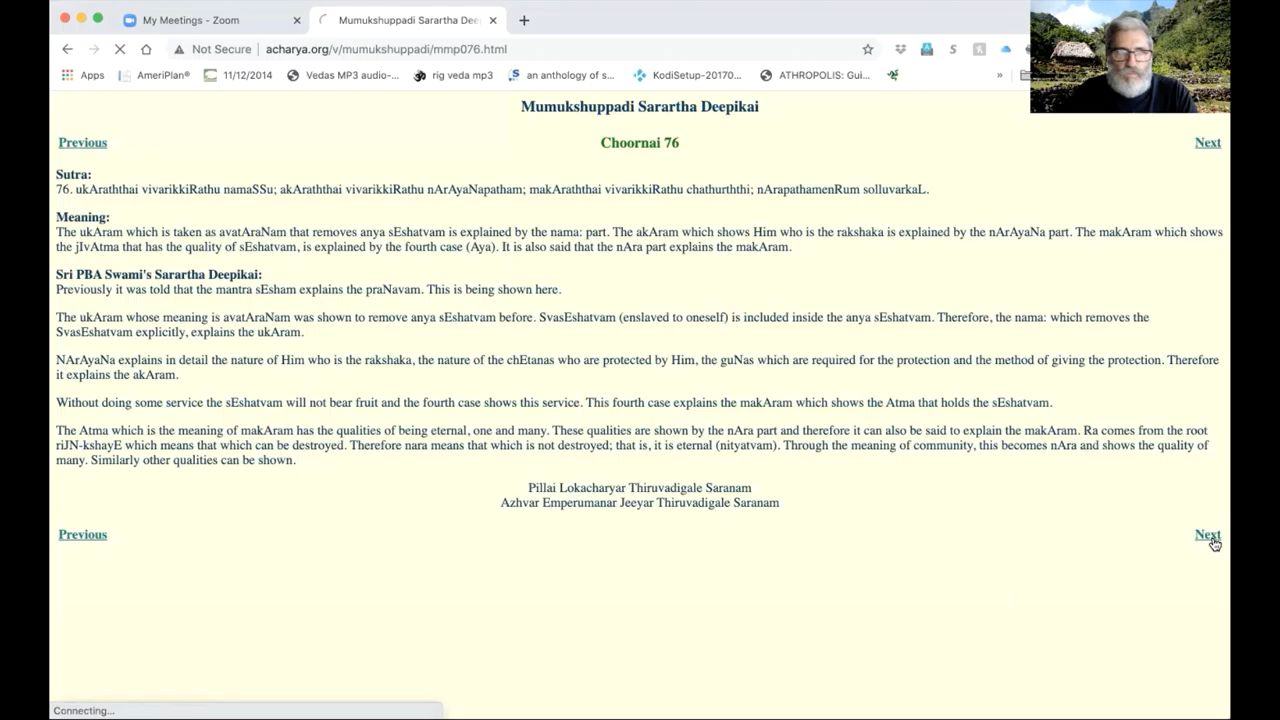 My Meetings - Zoom
Mumukshuppadi Sarartha Dee
Not Secure | acharya.org/v/mumukshuppadi/mmp076.html
Apps AmeriPlan® 11/12/2014 Vedas MP3 audio-... rig veda mp3 an anthology of s... KodiSetup-20170... ATHROPOLIS: Gui... »
Mumukshuppadi Sarartha Deepikai
Previous Choornai 76 Next
Sutra:
76. ukAraththai vivarikkiRathu namaSSu; akAraththai vivarikkiRathu nArAyaNapatham; makAraththai vivarikkiRathu chathurththi; nArapathamenRum solluvarkaL.
Meaning:
The ukAram which is taken as avatAraNam that removes anya sEshatvam is explained by the nama: part. The akAram which shows Him who is the rakshaka is explained by the nArAyaNa part. The makAram which shows
the jIvAtma that has the quality of sEshatvam, is explained by the fourth case (Aya). It is also said that the nAra part explains the makAram.
Sri PBA Swami's Sarartha Deepikai:
Previously it was told that the mantra sEsham explains the praNavam. This is being shown here.
The ukAram whose meaning is avatAraNam was shown to remove anya sEshatvam before. SvasEshatvam (enslaved to oneself) is included inside the anya sEshatvam. Therefore, the nama: which removes the
SvasEshatvam explicitly, explains the ukAram.
NArAyaNa explains in detail the nature of Him who is the rakshaka, the nature of the chEtanas who are protected by Him, the guNas which are required for the protection and the method of giving the protection. Therefore
it explains the akAram.
Without doing some service the sEshatvam will not bear fruit and the fourth case shows this service. This fourth case explains the makAram which shows the Atma that holds the sEshatvam.
The Atma which is the meaning of makAram has the qualities of being eternal, one and many. These qualities are shown by the nAra part and therefore it can also be said to explain the makAram. Ra comes from the root
riJN-kshayE which means that which can be destroyed. Therefore nara means that which is not destroyed; that is, it is eternal (nityatvam). Through the meaning of community, this becomes nAra and shows the quality of
many. Similarly other qualities can be shown.
Pillai Lokacharyar Thiruvadigale Saranam
Azhvar Emperumanar Jeeyar Thiruvadigale Saranam
Previous Next
Connecting...